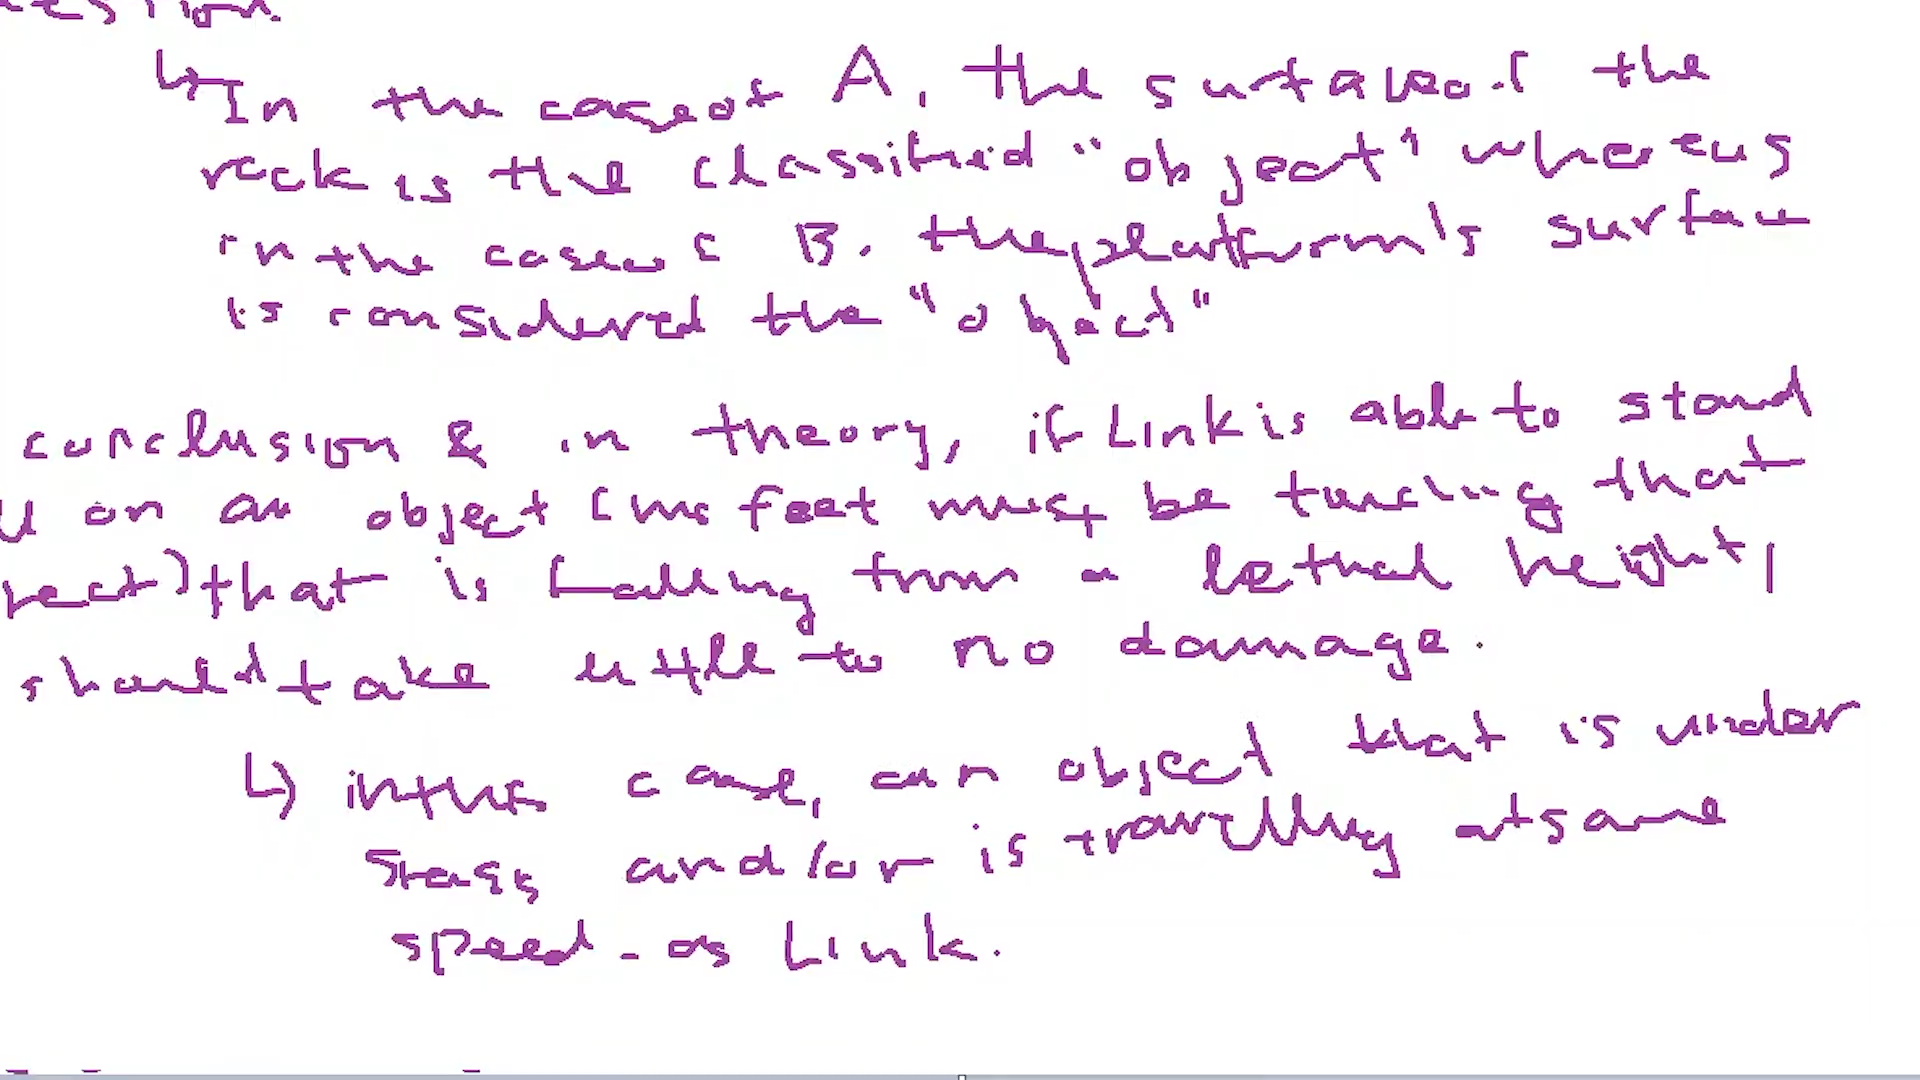 ↳ In the case of A, the surface of the
rock is the classified "object" whereas
in the case of B, the platform's surface
is considered the "object"
conclusion & in theory, if Link is able to stand
on an object (his feet must be touching that
ject) that is falling from a lethal height,
should take little to no damage.
↳ in this case, an object that is under
and/or is travelling at same
speed as Link.